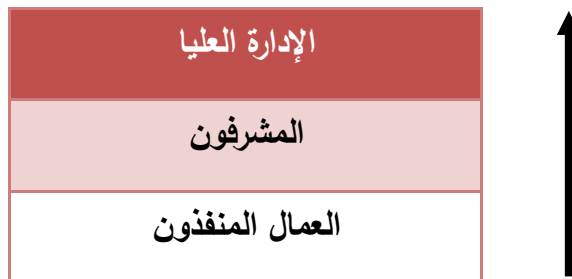 الإدارة العليا
المشرفون
العمال المنفذون